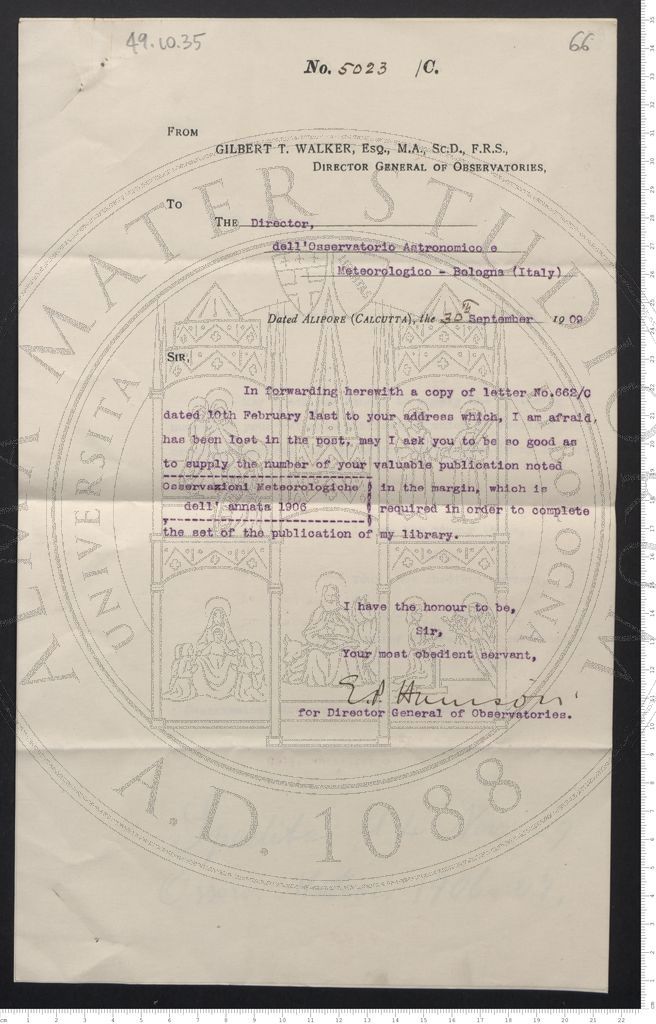 49.10.35
66
No. 5023 /C.
FROM
GILBERT T. WALKER, Esq., M.A., Sc.D., F.R.S.,
DIRECTOR GENERAL OF OBSERVATORIES,
TO
THE Director,
dell'Osservatorio Astronomico e
Meteorologico - Bologna (Italy)
Dated ALIPORE (CALCUTTA), the 30th September 1909
SIR,
In forwarding herewith a copy of letter No.662/C
dated 10th February last to your address which, I am afraid,
has been lost in the post, may I ask you to be so good as
to supply the number of your valuable publication noted
Osservazioni Meteorologiche in the margin, which is
dell' annata 1906 required in order to complete
the set of the publication of my library.
I have the honour to be,
Sir,
Your most obedient servant,
E.P. Harrison
for Director General of Observatories.
ALMA MATER STUDIORUM
UNIVERSITA DI BOLOGNA
A.D. 1088